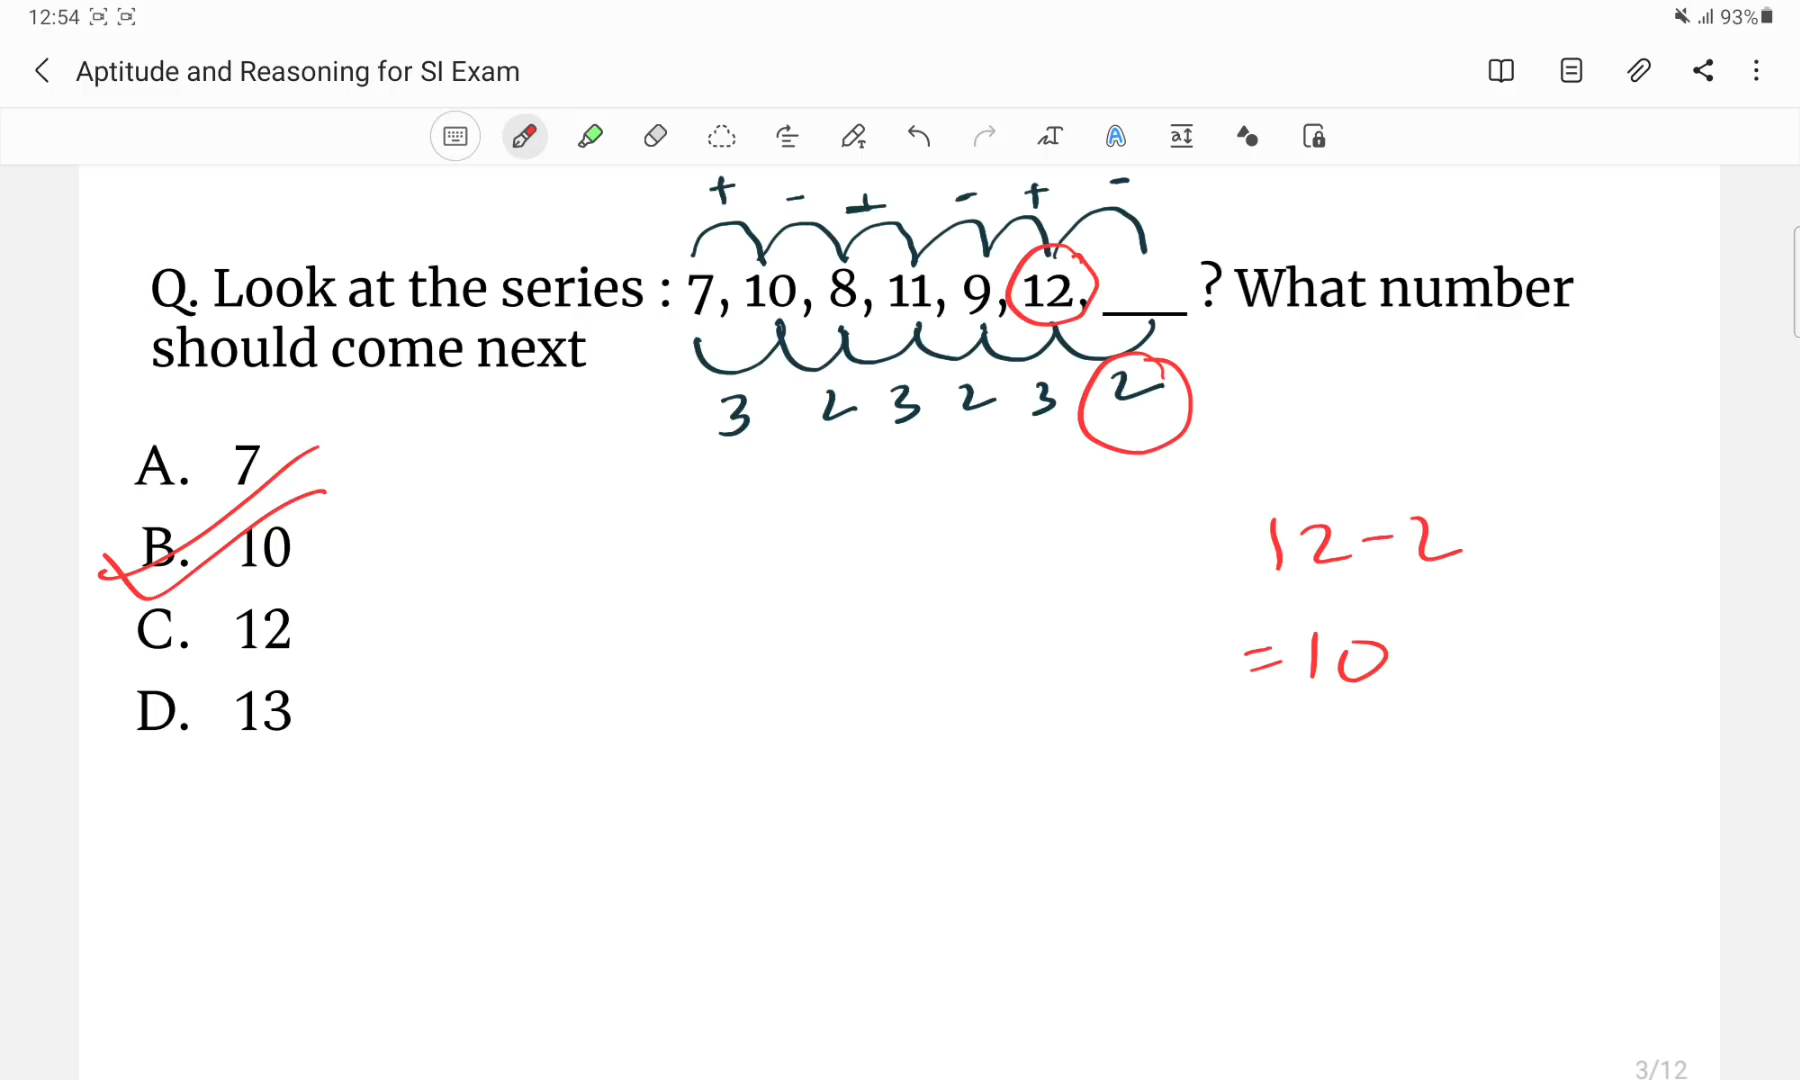 12:54
93%
Aptitude and Reasoning for SI Exam
+ - + - + -
Q. Look at the series : 7, 10, 8, 11, 9, 12, ___ ? What number
should come next
3 2 3 2 3 2
A. 7
B. 10
C. 12
D. 13
12-2
=10
3/12